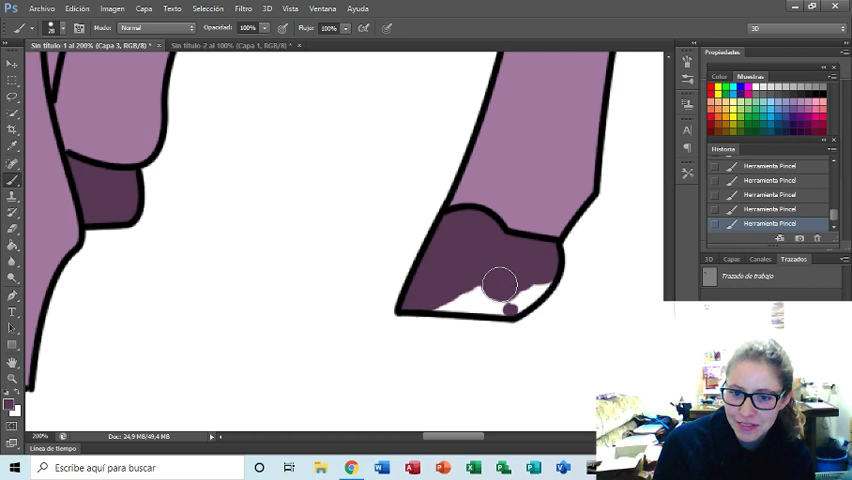 Ps Archivo Edición Imagen Capa Texto Selección Filtro 3D Vista Ventana Ayuda
28 Modo: Normal Opacidad: 100% Flujo: 100% 3D
Sin título-1 al 200% (Capa 3, RGB/8) * × Sin título-2 al 100% (Capa 1, RGB/8) * ×
Propiedades
Color Muestras
Historia
Herramienta Pincel
Herramienta Pincel
Herramienta Pincel
Herramienta Pincel
Herramienta Pincel
3D Capas Canales Trazados
Trazado de trabajo
200% Doc: 24,9 MB/49,4 MB
Línea de tiempo
Escribe aquí para buscar